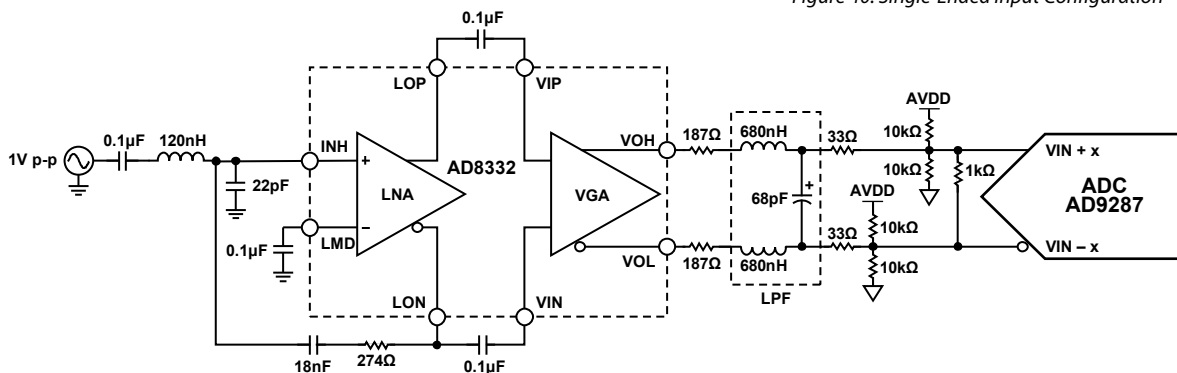 Figure 40. Single-Ended Input Configuration
0.1µF
LOP
VIP
AVDD
0.1µF
120nH
1V p-p
INH
+
AD8332
VOH
187Ω
680nH
33Ω
10kΩ
VIN + x
LNA
VGA
10kΩ
1kΩ
ADC
AD9287
22pF
68pF
+
AVDD
–
LMD
0.1µF
10kΩ
VOL
187Ω
680nH
33Ω
VIN – x
10kΩ
LPF
LON
VIN
18nF
274Ω
0.1µF